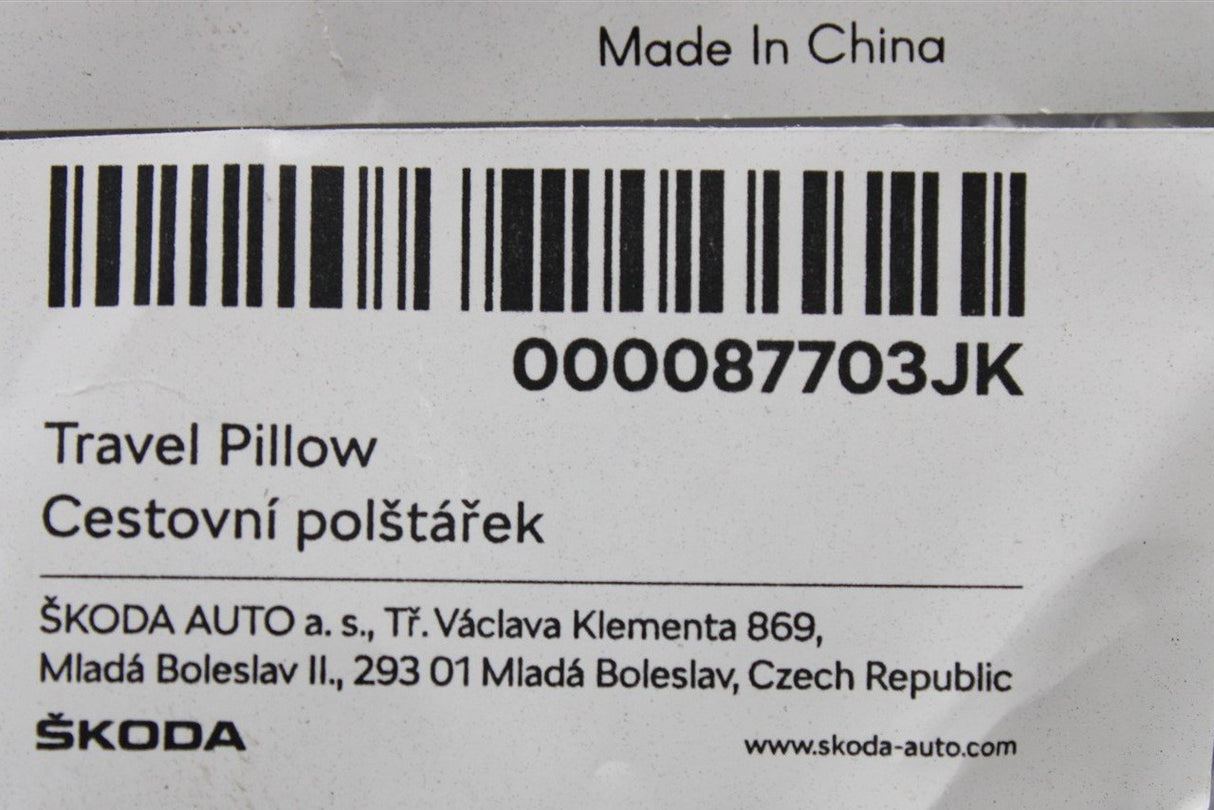 Made In China
000087703JK
Travel Pillow
Cestovní polštářek
ŠKODA AUTO a. s., Tř. Václava Klementa 869,
Mladá Boleslav II., 293 01 Mladá Boleslav, Czech Republic
ŠKODA
www.skoda-auto.com